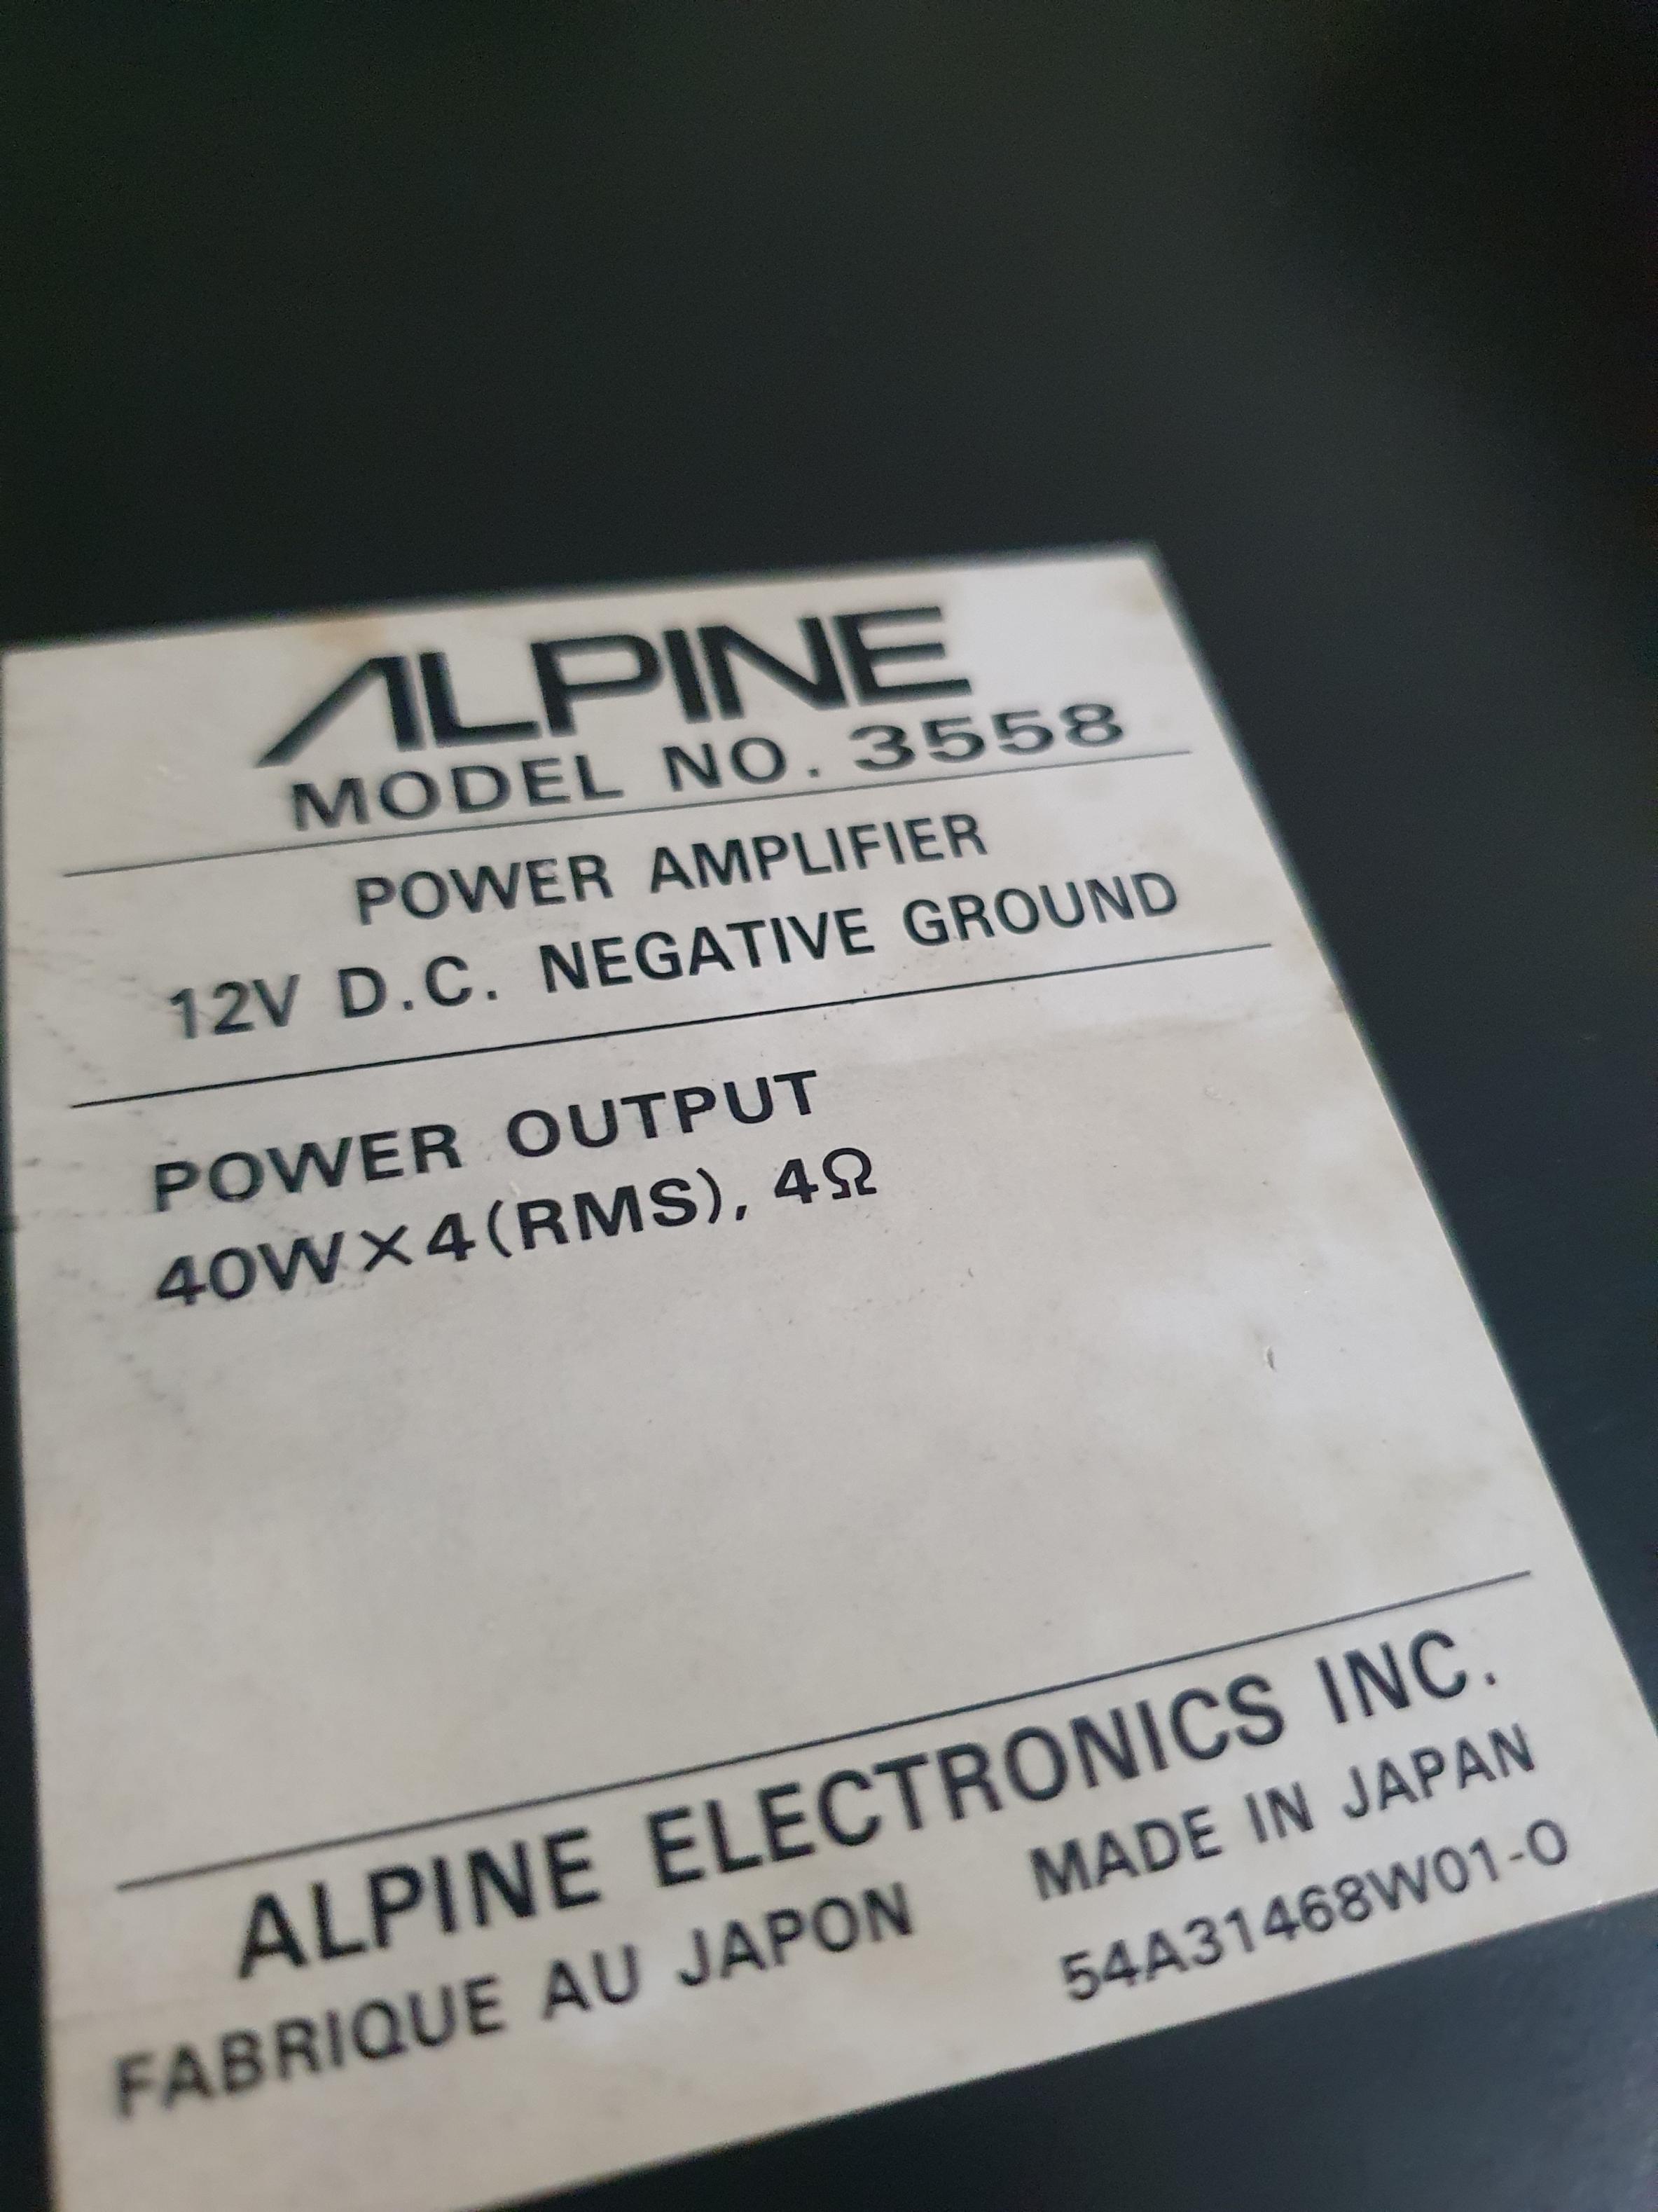 ALPINE
MODEL NO. 3558
POWER AMPLIFIER
12V D.C. NEGATIVE GROUND
POWER OUTPUT
40W×4(RMS), 4Ω
ALPINE ELECTRONICS INC.
FABRIQUE AU JAPON MADE IN JAPAN
54A31468W01-O